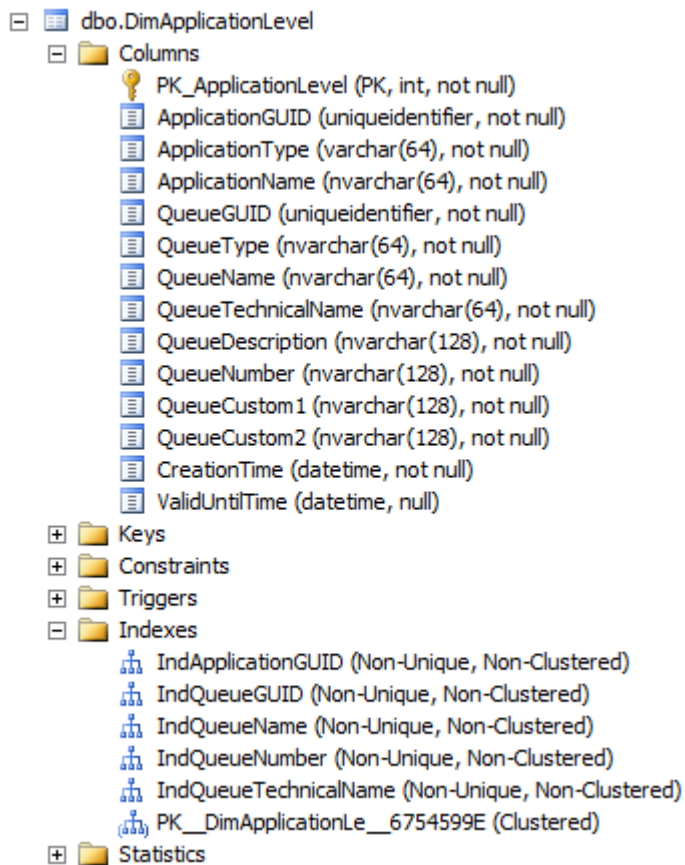 dbo.DimApplicationLevel
Columns
PK_ApplicationLevel (PK, int, not null)
ApplicationGUID (uniqueidentifier, not null)
ApplicationType (varchar(64), not null)
ApplicationName (nvarchar(64), not null)
QueueGUID (uniqueidentifier, not null)
QueueType (nvarchar(64), not null)
QueueName (nvarchar(64), not null)
QueueTechnicalName (nvarchar(64), not null)
QueueDescription (nvarchar(128), not null)
QueueNumber (nvarchar(128), not null)
QueueCustom1 (nvarchar(128), not null)
QueueCustom2 (nvarchar(128), not null)
CreationTime (datetime, not null)
ValidUntilTime (datetime, null)
Keys
Constraints
Triggers
Indexes
IndApplicationGUID (Non-Unique, Non-Clustered)
IndQueueGUID (Non-Unique, Non-Clustered)
IndQueueName (Non-Unique, Non-Clustered)
IndQueueNumber (Non-Unique, Non-Clustered)
IndQueueTechnicalName (Non-Unique, Non-Clustered)
PK__DimApplicationLe__6754599E (Clustered)
Statistics